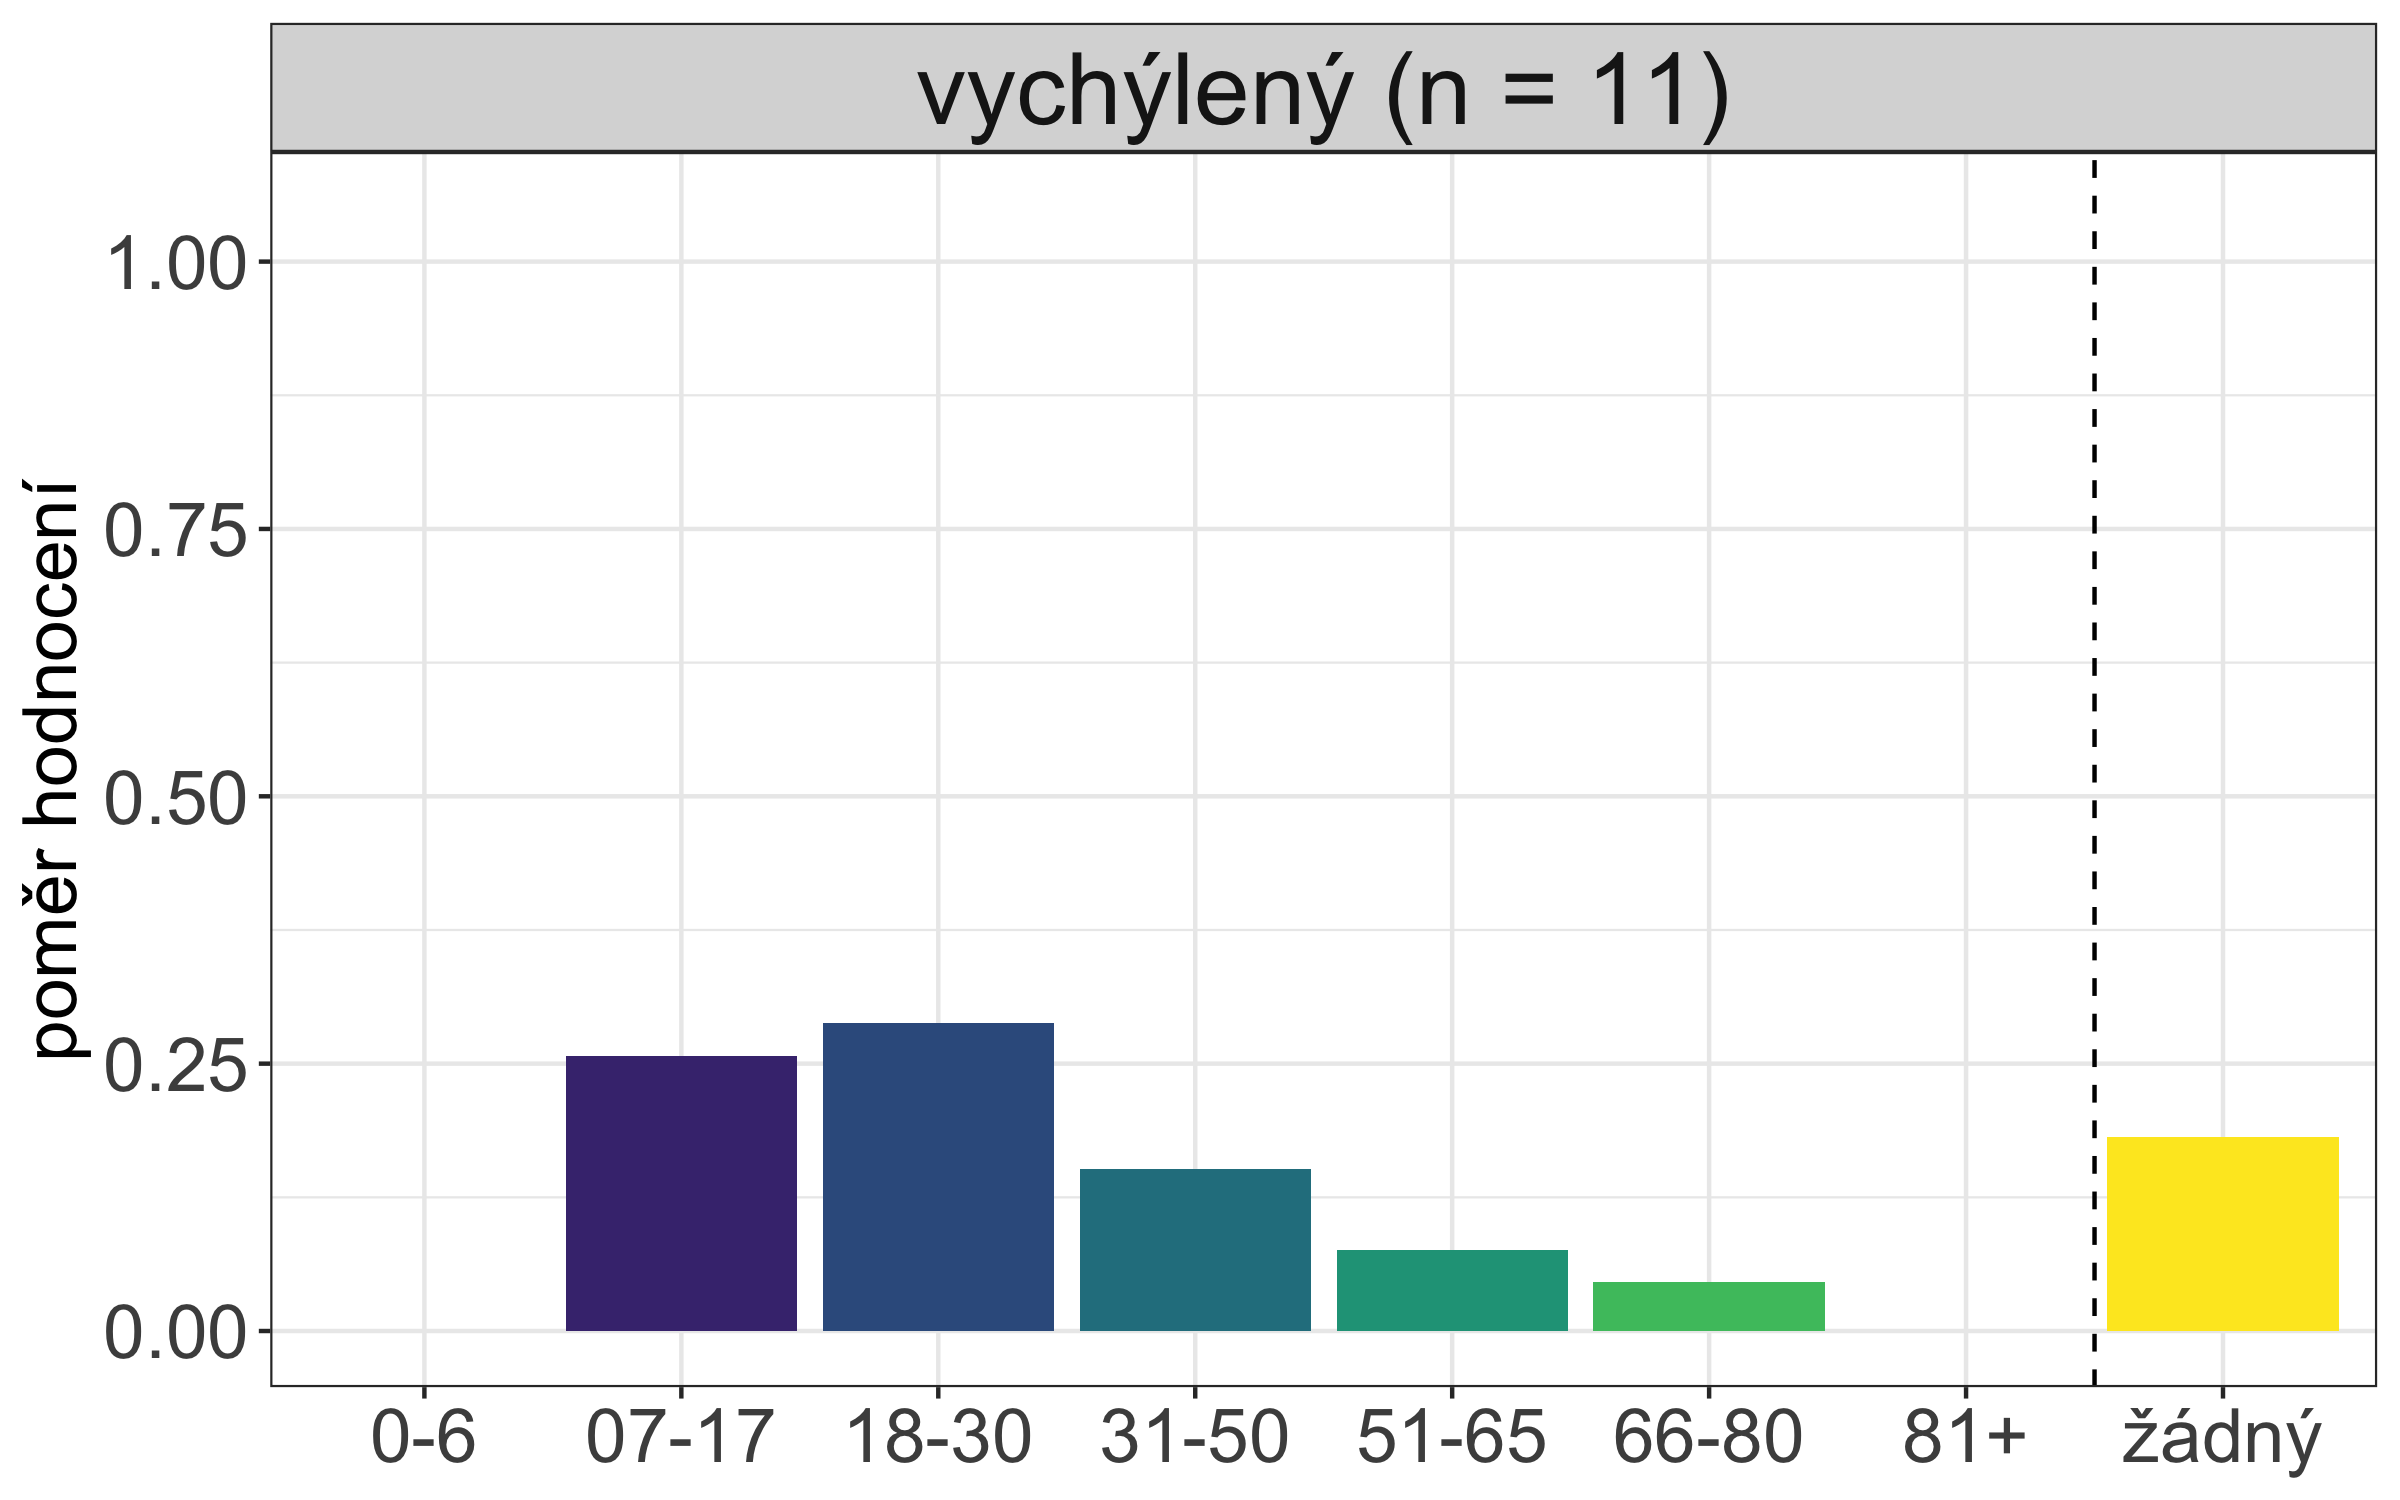 vychýlený (n = 11)
poměr hodnocení
1.00
0.75
0.50
0.25
0.00
0-6 07-17 18-30 31-50 51-65 66-80 81+ žádný